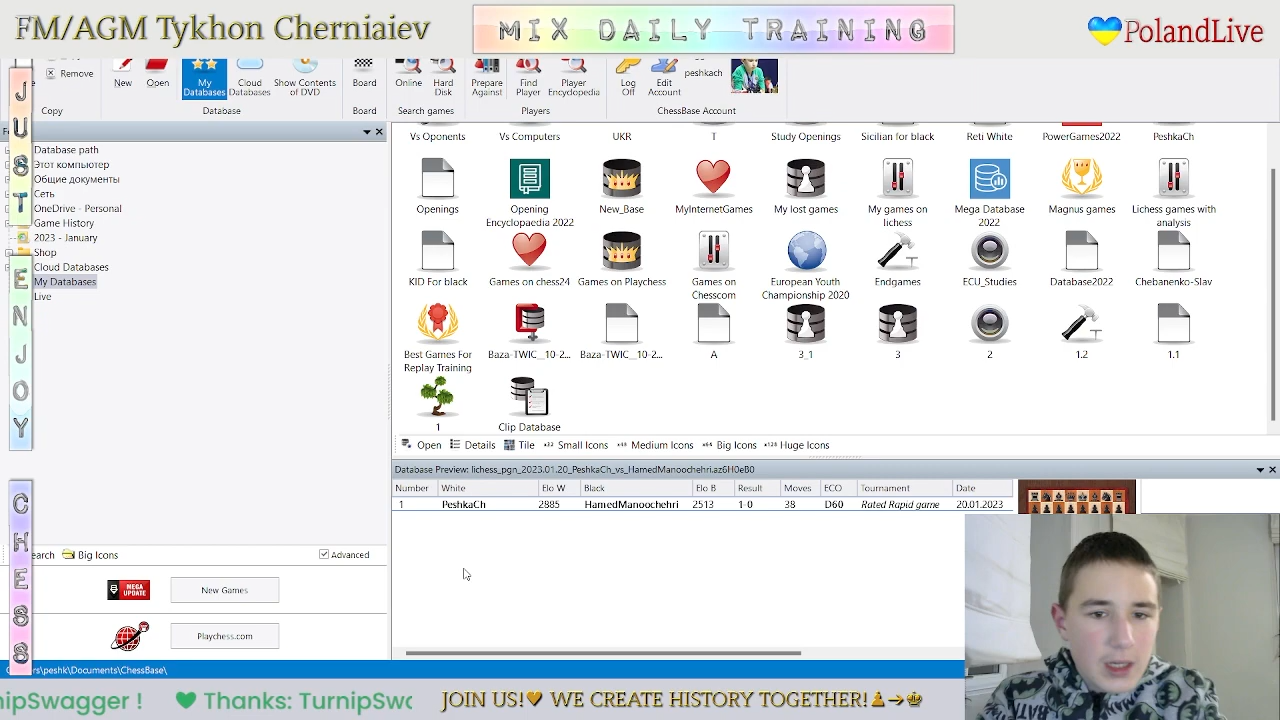 FM/AGM Tykhon Cherniaiev
MIX DAILY TRAINING
PolandLive
JUST
ENJOY
CHESS
Remove
New
Open
My Databases
Cloud Databases
Show Contents of DVD
Board
Online
Hard Disk
Prepare Against
Find Player
Player Encyclopedia
Log Off
Edit Account
peshkach
Copy
Database
Board
Search games
Players
ChessBase Account
Database path
Этот компьютер
Общие документы
Сеть
OneDrive - Personal
Game History
2023 - January
Shop
Cloud Databases
My Databases
Live
Vs Oponents
Vs Computers
UKR
T
Study Openings
Sicilian for black
Reti White
PowerGames2022
PeshkaCh
Openings
Opening Encyclopaedia 2022
New_Base
MyInternetGames
My lost games
My games on lichess
Mega Database 2022
Magnus games
Lichess games with analysis
KID For black
Games on chess24
Games on Playchess
Games on Chesscom
European Youth Championship 2020
Endgames
ECU_Studies
Database2022
Chebanenko-Slav
Best Games For Replay Training
Baza-TWIC__10-2...
Baza-TWIC__10-2...
A
3_1
3
2
1.2
1.1
1
Clip Database
Open Details Tile Small Icons Medium Icons Big Icons Huge Icons
Database Preview: lichess_pgn_2023.01.20_PeshkaCh_vs_HamedManoochehri.az6H0eB0
Number White Elo W Black Elo B Result Moves ECO Tournament Date
1 PeshkaCh 2885 HamedManoochehri 2513 1-0 38 D60 Rated Rapid game 20.01.2023
earch Big Icons Advanced
MEGA UPDATE
New Games
Playchess.com
rs\peshk\Documents\ChessBase\
nipSwagger ! Thanks: TurnipSwa
JOIN US! WE CREATE HISTORY TOGETHER!